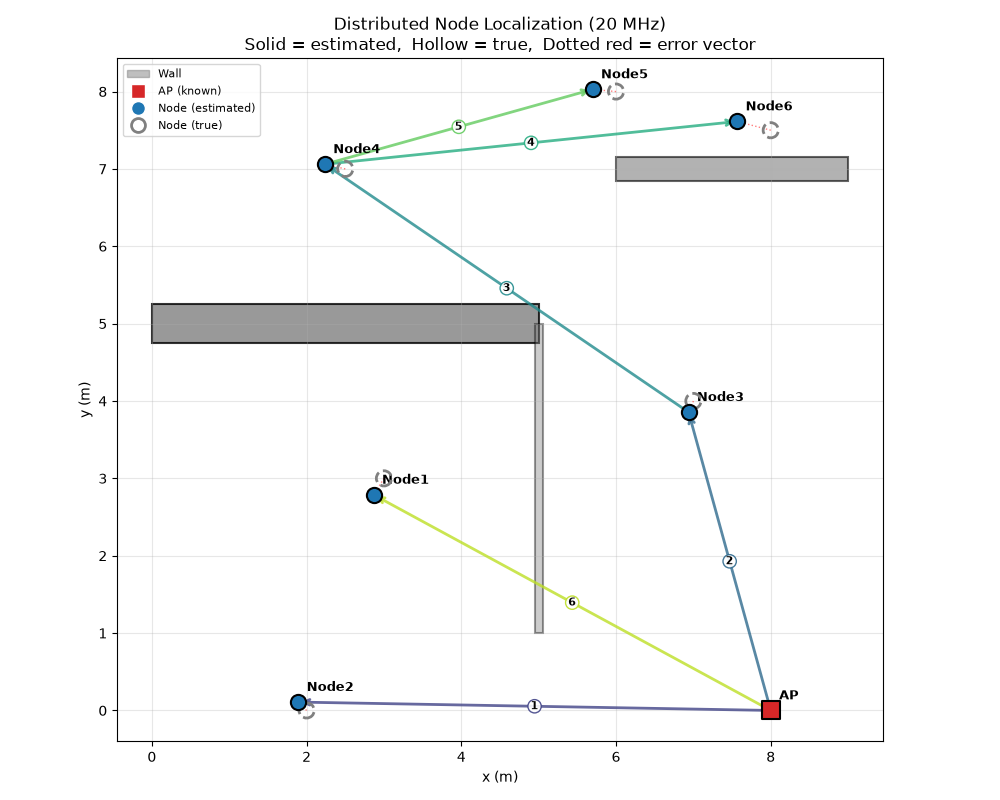 Distributed Node Localization (20 MHz)
Solid = estimated,  Hollow = true,  Dotted red = error vector
Wall
AP (known)
Node (estimated)
Node (true)
Node5
Node6
Node4
Node3
Node1
Node2
AP
5
4
3
2
6
1
8
7
6
5
4
3
2
1
0
y (m)
0
2
4
6
8
x (m)